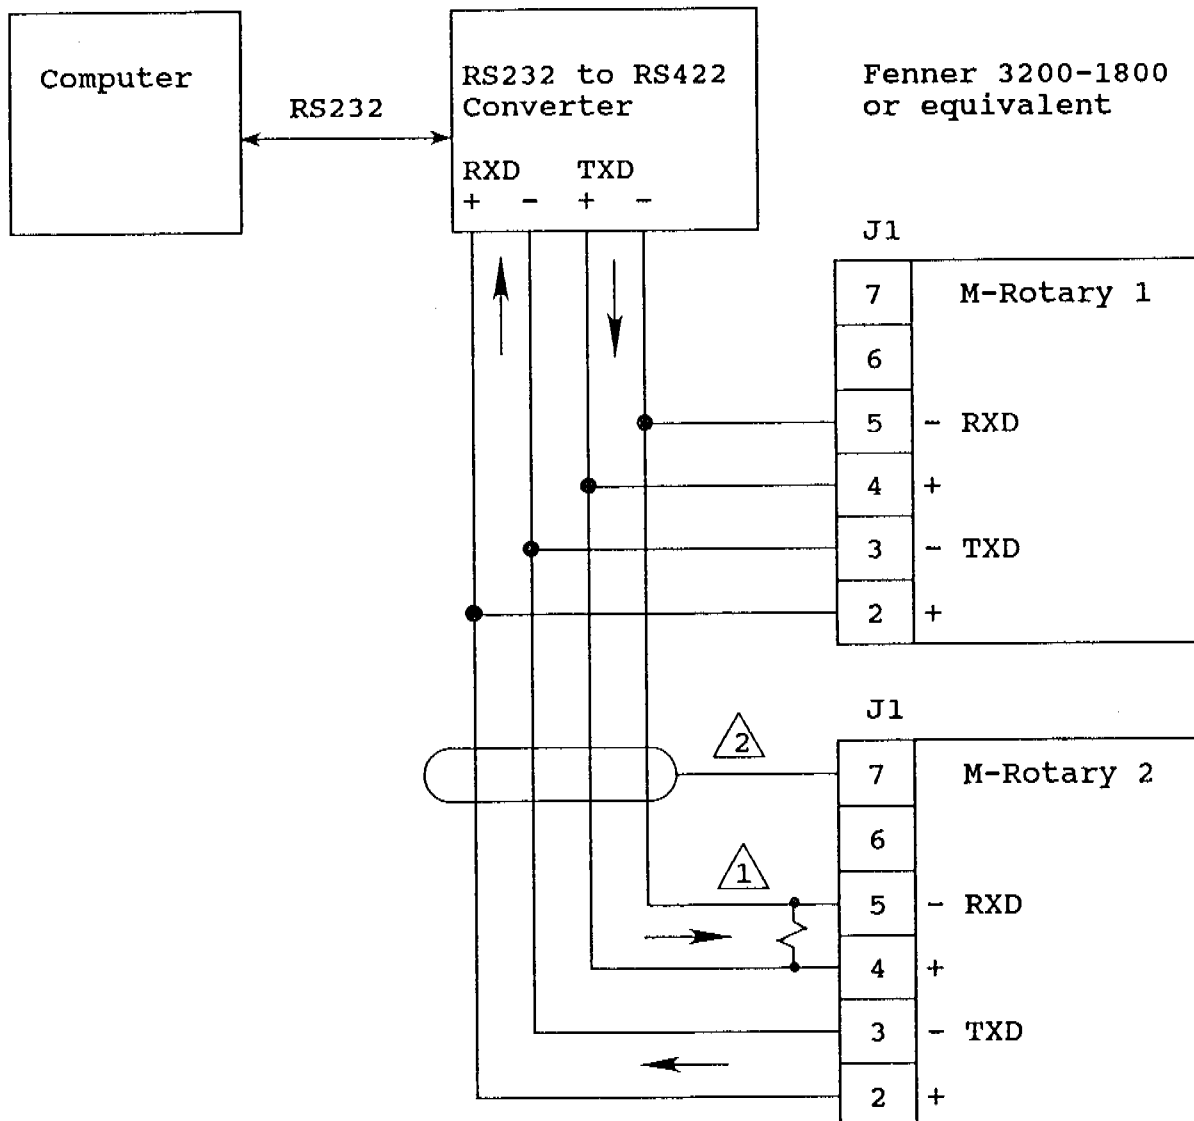 Computer
RS232
RS232 to RS422
Converter
RXD TXD
+ - + -
Fenner 3200-1800
or equivalent
J1
7 M-Rotary 1
6
5 - RXD
4 +
3 - TXD
2 +
J1
2
7 M-Rotary 2
6
1
5 - RXD
4 +
3 - TXD
2 +